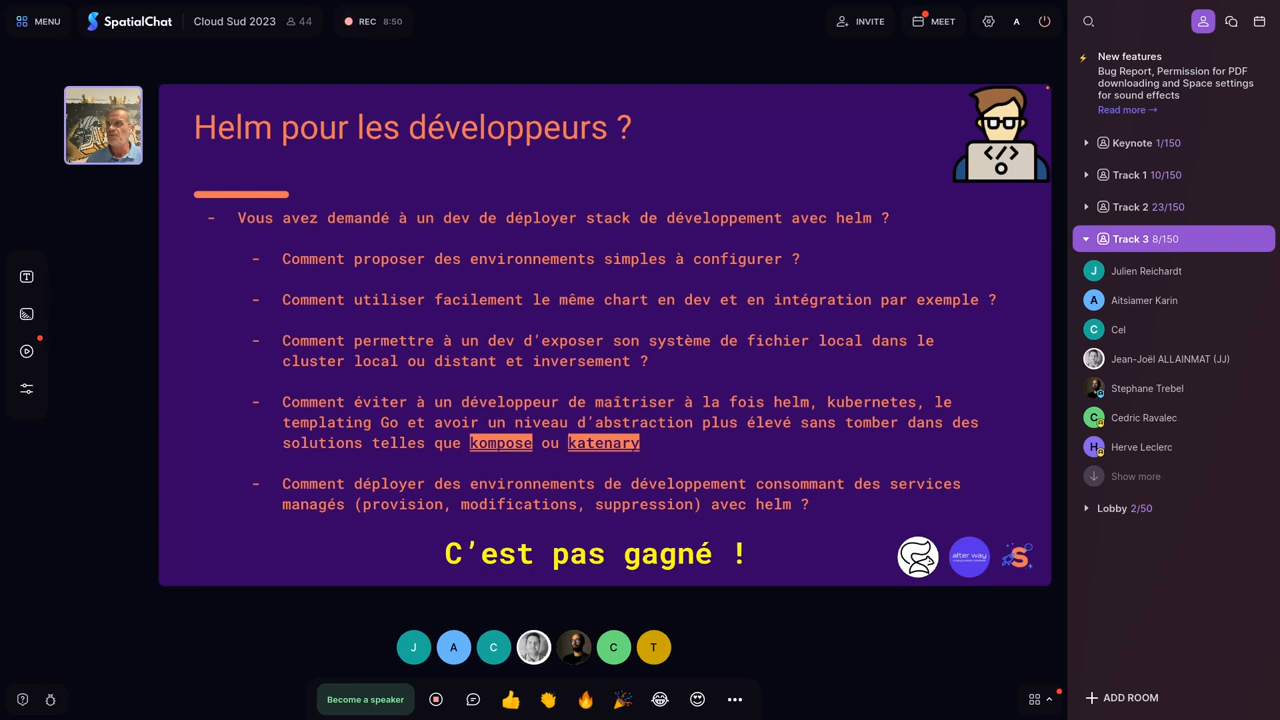 MENU
SpatialChat
Cloud Sud 2023
44
REC 8:50
INVITE
MEET
A
Helm pour les développeurs ?
- Vous avez demandé à un dev de déployer stack de développement avec helm ?
- Comment proposer des environnements simples à configurer ?
- Comment utiliser facilement le même chart en dev et en intégration par exemple ?
- Comment permettre à un dev d’exposer son système de fichier local dans le
cluster local ou distant et inversement ?
- Comment éviter à un développeur de maîtriser à la fois helm, kubernetes, le
templating Go et avoir un niveau d’abstraction plus élevé sans tomber dans des
solutions telles que kompose ou katenary
- Comment déployer des environnements de développement consommant des services
managés (provision, modifications, suppression) avec helm ?
C’est pas gagné !
alter way
S
J
A
C
C
T
Become a speaker
New features
Bug Report, Permission for PDF
downloading and Space settings
for sound effects
Read more →
Keynote 1/150
Track 1 10/150
Track 2 23/150
Track 3 8/150
J Julien Reichardt
A Aitsiamer Karin
C Cel
Jean-Joël ALLAINMAT (JJ)
Stephane Trebel
C Cedric Ravalec
H Herve Leclerc
Show more
Lobby 2/50
ADD ROOM